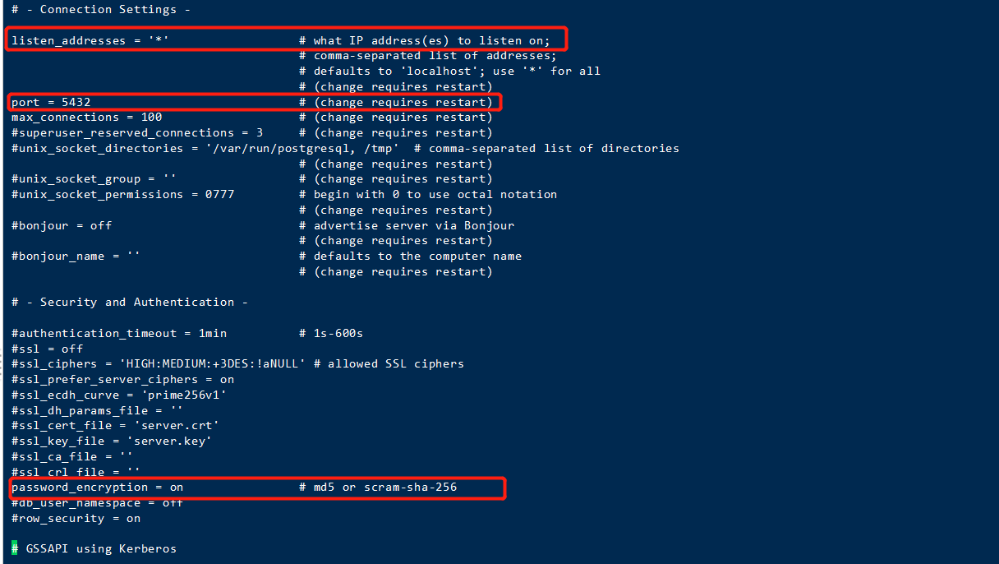 # - Connection Settings -
listen_addresses = '*'                  # what IP address(es) to listen on;
                                        # comma-separated list of addresses;
                                        # defaults to 'localhost'; use '*' for all
                                        # (change requires restart)
port = 5432                             # (change requires restart)
max_connections = 100                   # (change requires restart)
#superuser_reserved_connections = 3     # (change requires restart)
#unix_socket_directories = '/var/run/postgresql, /tmp'  # comma-separated list of directories
                                        # (change requires restart)
#unix_socket_group = ''                 # (change requires restart)
#unix_socket_permissions = 0777         # begin with 0 to use octal notation
                                        # (change requires restart)
#bonjour = off                          # advertise server via Bonjour
                                        # (change requires restart)
#bonjour_name = ''                      # defaults to the computer name
                                        # (change requires restart)
# - Security and Authentication -
#authentication_timeout = 1min          # 1s-600s
#ssl = off
#ssl_ciphers = 'HIGH:MEDIUM:+3DES:!aNULL' # allowed SSL ciphers
#ssl_prefer_server_ciphers = on
#ssl_ecdh_curve = 'prime256v1'
#ssl_dh_params_file = ''
#ssl_cert_file = 'server.crt'
#ssl_key_file = 'server.key'
#ssl_ca_file = ''
#ssl_crl_file = ''
password_encryption = on                # md5 or scram-sha-256
#db_user_namespace = off
#row_security = on
# GSSAPI using Kerberos